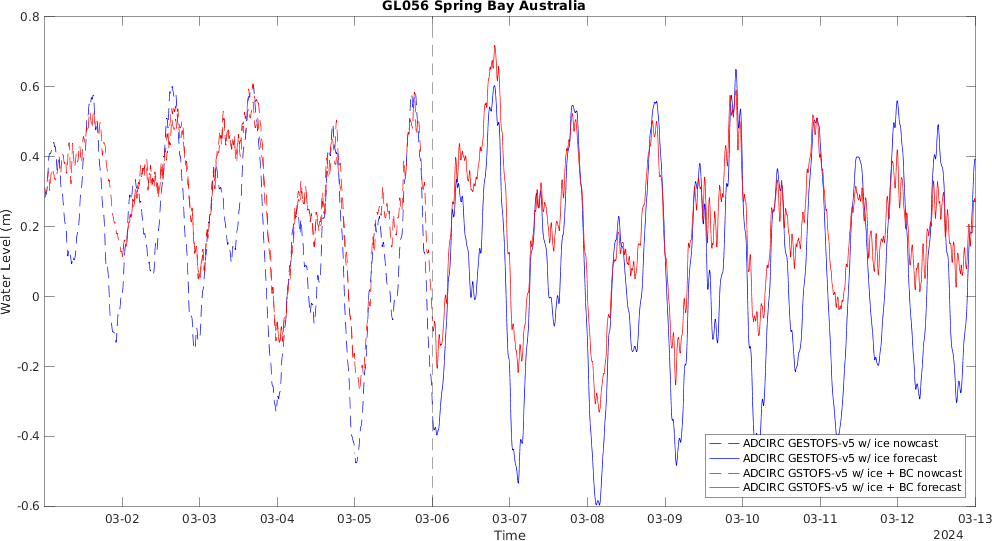 GL056 Spring Bay Australia
Water Level (m)
0.8
0.6
0.4
0.2
0
-0.2
-0.4
-0.6
ADCIRC GESTOFS-v5 w/ ice nowcast
ADCIRC GESTOFS-v5 w/ ice forecast
ADCIRC GSTOFS-v5 w/ ice + BC nowcast
ADCIRC GSTOFS-v5 w/ ice + BC forecast
03-02 03-03 03-04 03-05 03-06 03-07 03-08 03-09 03-10 03-11 03-12 03-13
Time
2024